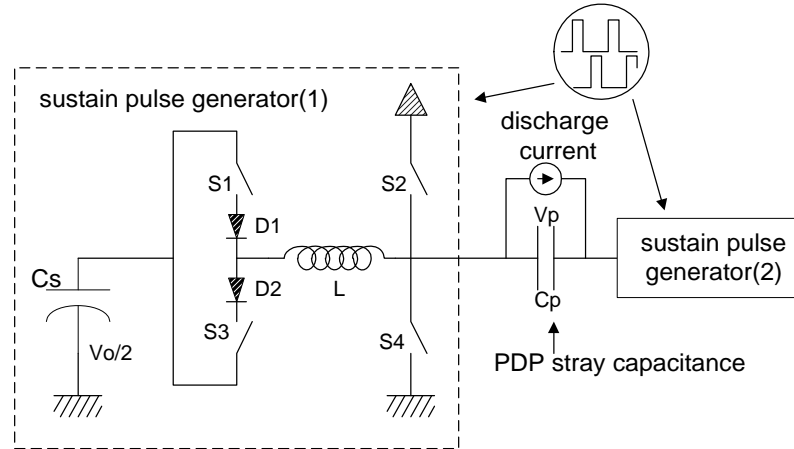 sustain pulse generator(1)
discharge
current
S1
S2
Vp
D1
sustain pulse
generator(2)
Cs
D2
L
Cp
S3
S4
Vo/2
PDP stray capacitance